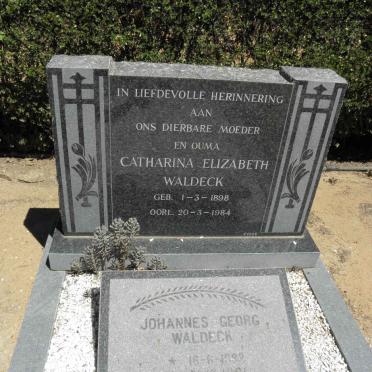 IN LIEFDEVOLLE HERINNERING
AAN
ONS DIERBARE MOEDER
EN OUMA
CATHARINA ELIZABETH
WALDECK
GEB. 1-3-1898
OORL. 20-3-1984
JOHANNES GEORG
WALDECK